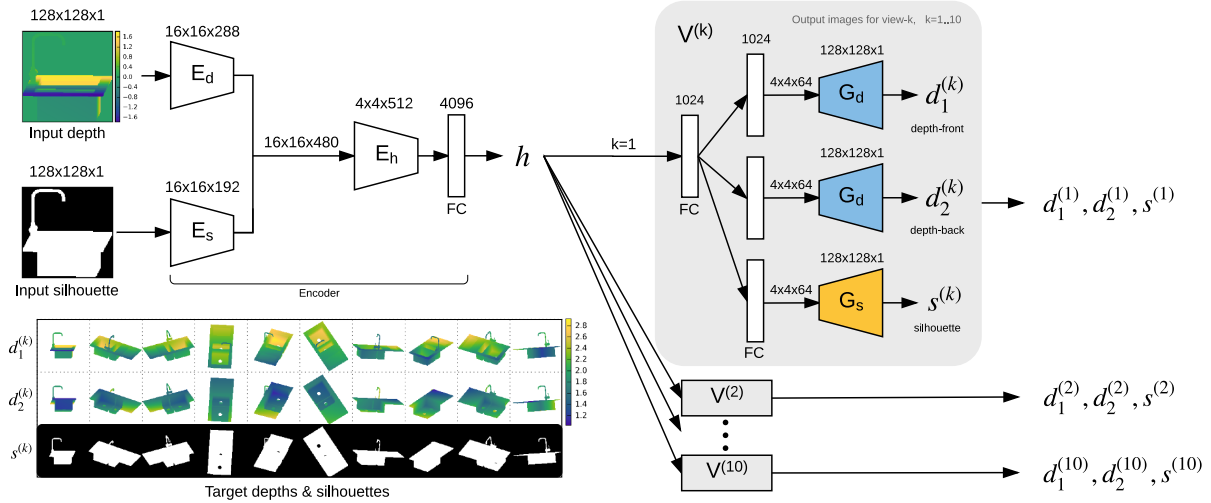 128x128x1
1.6
1.2
0.8
0.4
0.0
−0.4
−0.8
−1.2
−1.6
Input depth
16x16x288
E_d
128x128x1
Input silhouette
16x16x192
E_s
16x16x480
4x4x512
E_h
4096
FC
Encoder
h
k=1
V^{(k)}
Output images for view-k, k=1..10
1024
FC
1024
4x4x64
128x128x1
G_d
d_1^{(k)}
depth-front
4x4x64
128x128x1
G_d
d_2^{(k)}
depth-back
4x4x64
128x128x1
G_s
s^{(k)}
silhouette
FC
d_1^{(1)}, d_2^{(1)}, s^{(1)}
V^{(2)}
d_1^{(2)}, d_2^{(2)}, s^{(2)}
V^{(10)}
d_1^{(10)}, d_2^{(10)}, s^{(10)}
d_1^{(k)}
d_2^{(k)}
s^{(k)}
2.8
2.6
2.4
2.2
2.0
1.8
1.6
1.4
1.2
Target depths & silhouettes